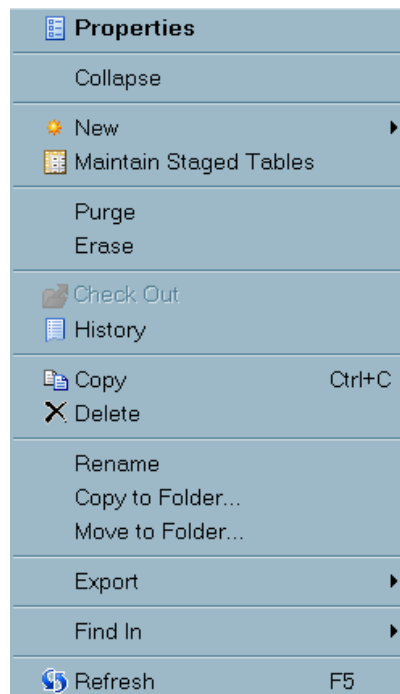 Properties
Collapse
New
Maintain Staged Tables
Purge
Erase
Check Out
History
Copy Ctrl+C
Delete
Rename
Copy to Folder...
Move to Folder...
Export
Find In
Refresh F5